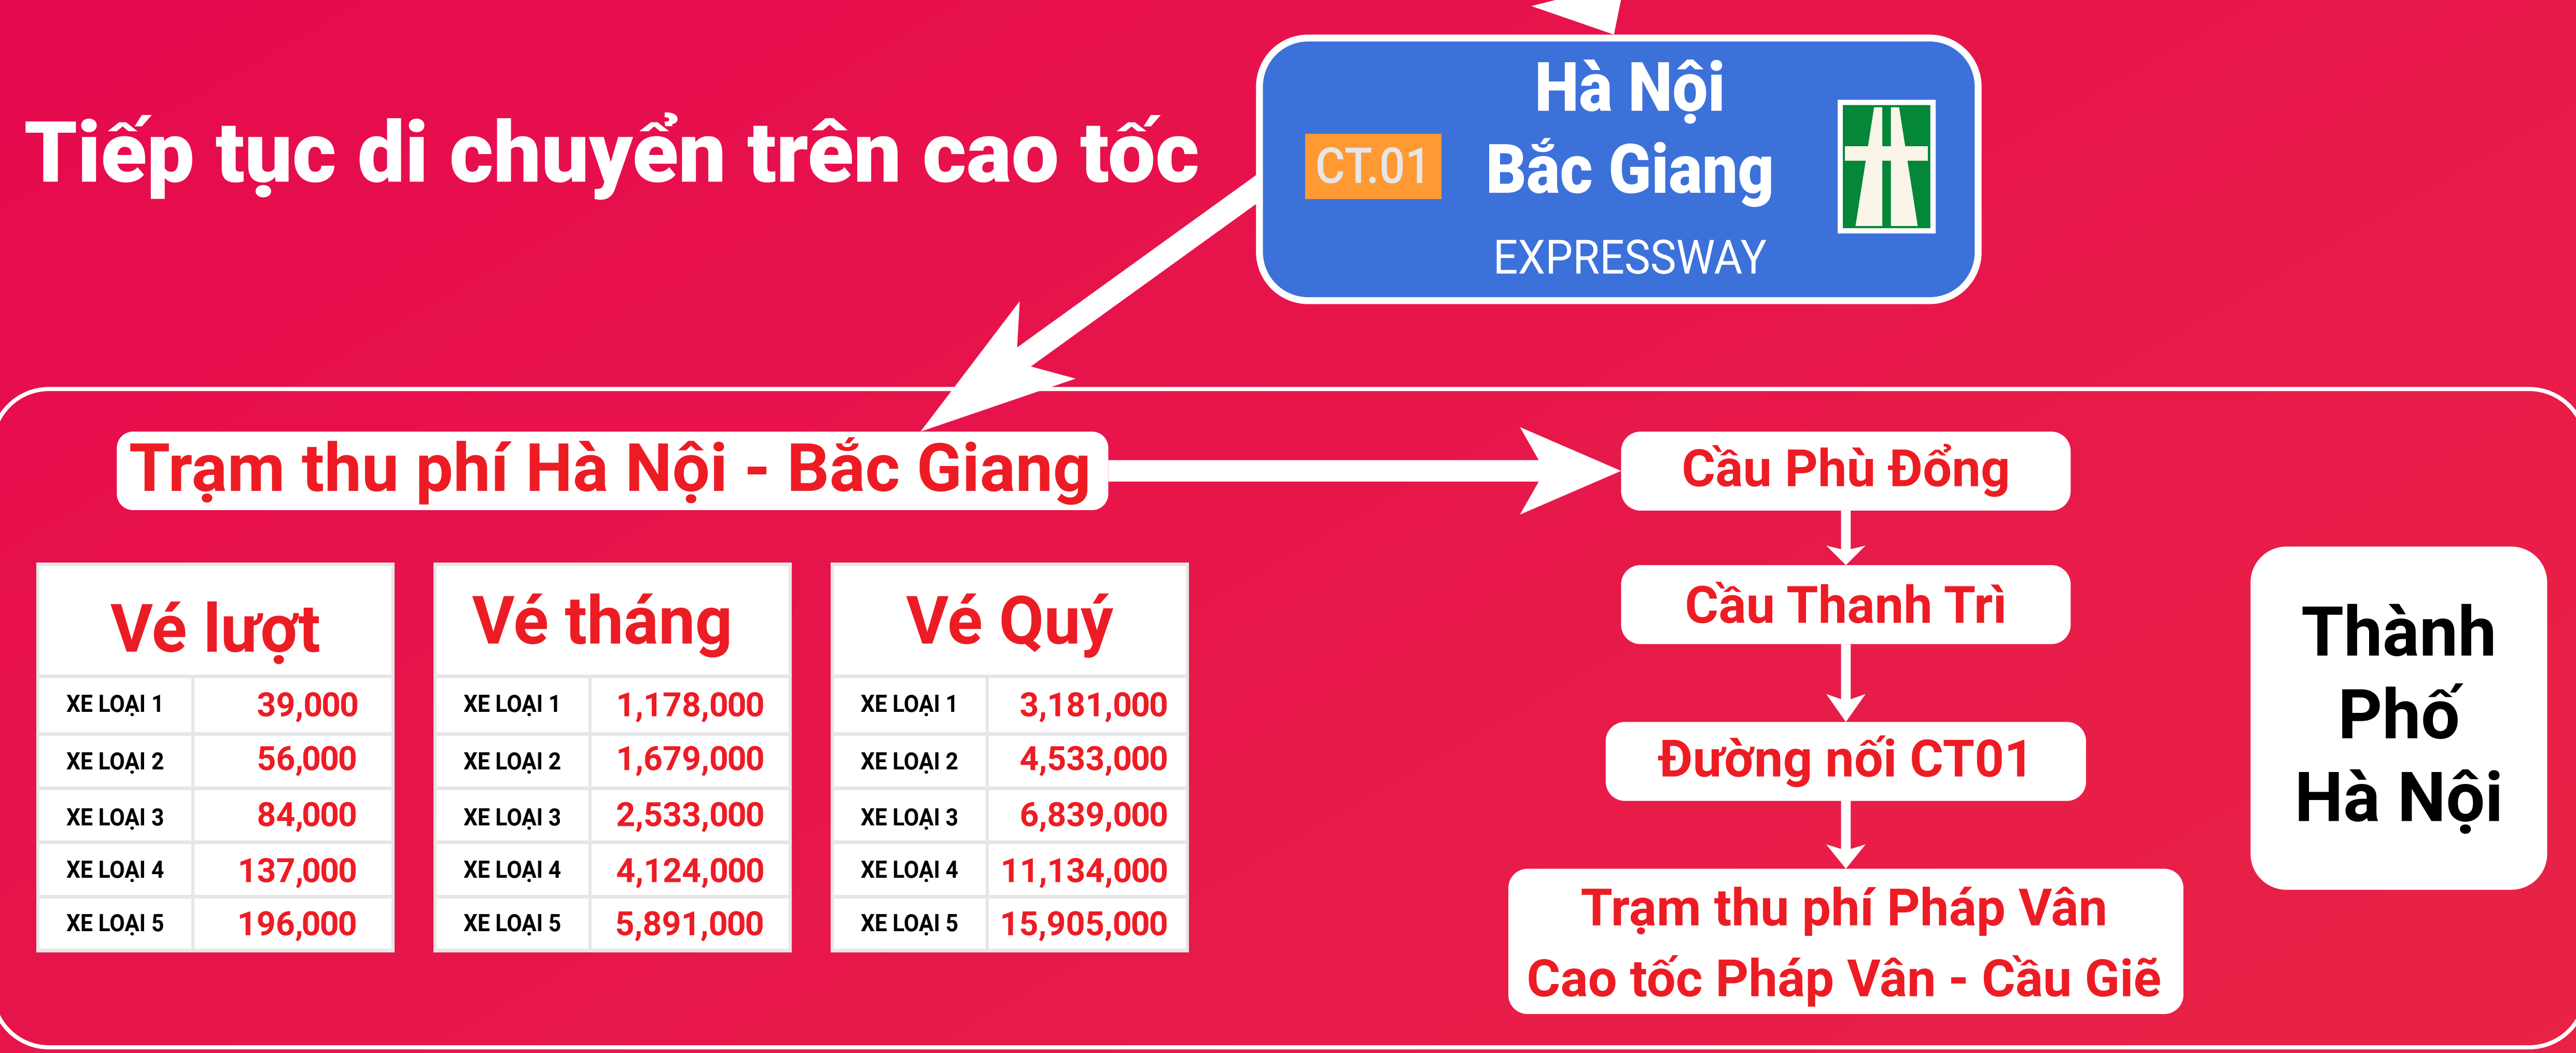 Tiếp tục di chuyển trên cao tốc
CT.01
Hà Nội
Bắc Giang
EXPRESSWAY
Trạm thu phí Hà Nội - Bắc Giang
Vé lượt
XE LOẠI 1 39,000
XE LOẠI 2 56,000
XE LOẠI 3 84,000
XE LOẠI 4 137,000
XE LOẠI 5 196,000
Vé tháng
XE LOẠI 1 1,178,000
XE LOẠI 2 1,679,000
XE LOẠI 3 2,533,000
XE LOẠI 4 4,124,000
XE LOẠI 5 5,891,000
Vé Quý
XE LOẠI 1 3,181,000
XE LOẠI 2 4,533,000
XE LOẠI 3 6,839,000
XE LOẠI 4 11,134,000
XE LOẠI 5 15,905,000
Cầu Phù Đổng
Cầu Thanh Trì
Đường nối CT01
Trạm thu phí Pháp Vân
Cao tốc Pháp Vân - Cầu Giẽ
Thành
Phố
Hà Nội